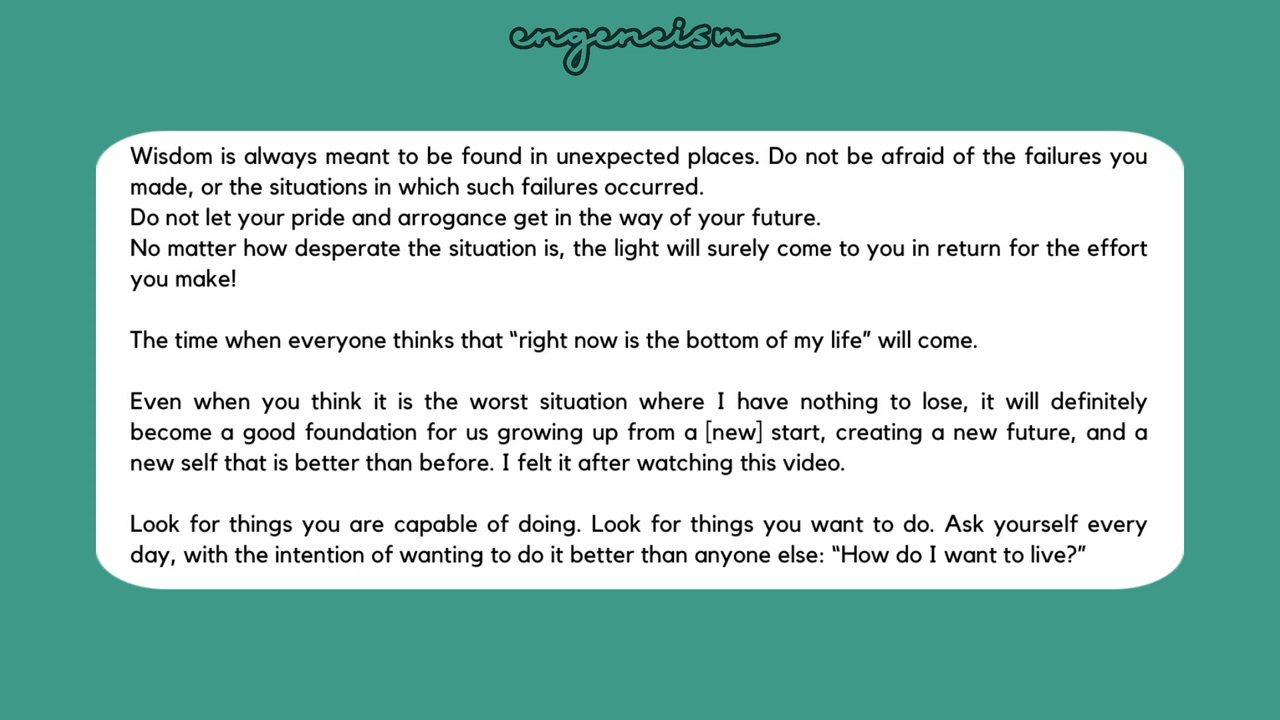 engeneism
Wisdom is always meant to be found in unexpected places. Do not be afraid of the failures you
made, or the situations in which such failures occurred.
Do not let your pride and arrogance get in the way of your future.
No matter how desperate the situation is, the light will surely come to you in return for the effort
you make!
The time when everyone thinks that “right now is the bottom of my life” will come.
Even when you think it is the worst situation where I have nothing to lose, it will definitely
become a good foundation for us growing up from a [new] start, creating a new future, and a
new self that is better than before. I felt it after watching this video.
Look for things you are capable of doing. Look for things you want to do. Ask yourself every
day, with the intention of wanting to do it better than anyone else: “How do I want to live?”